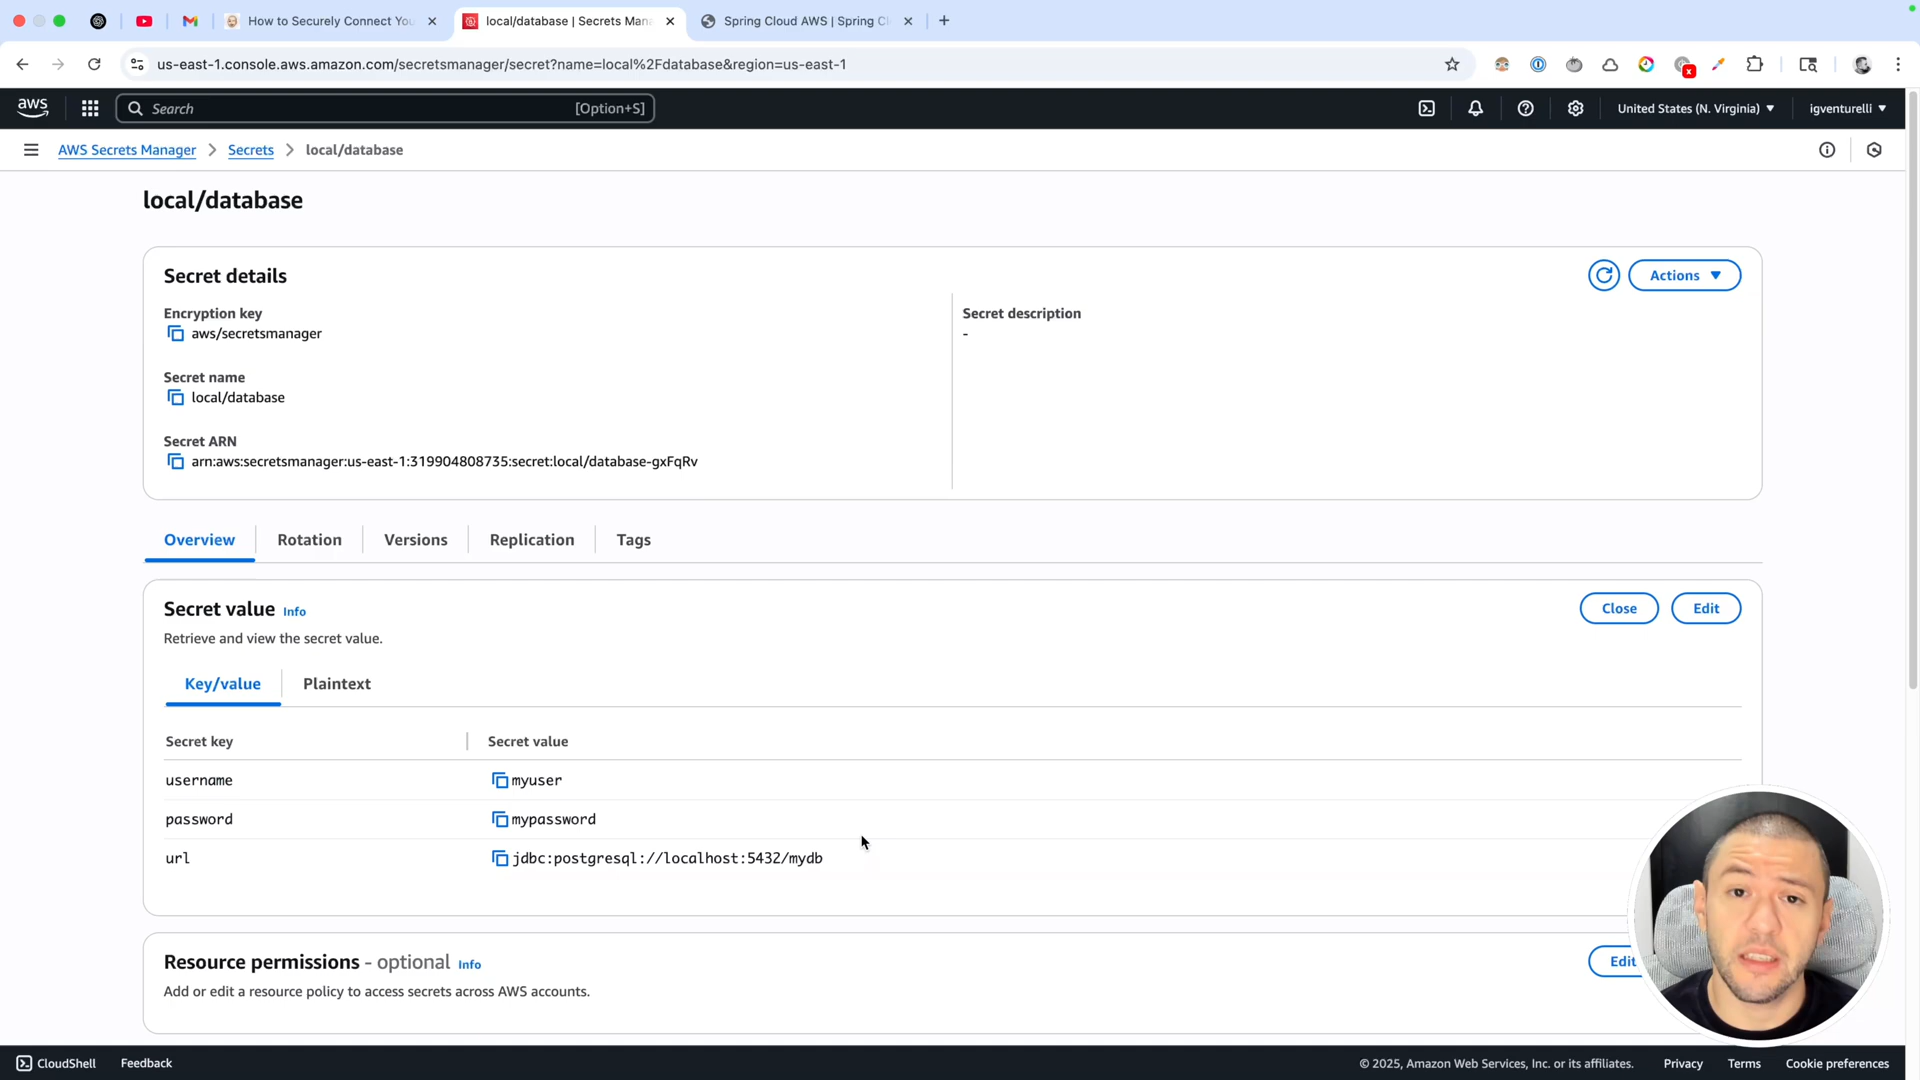 How to Securely Connect You
local/database | Secrets Man
Spring Cloud AWS | Spring Cl
us-east-1.console.aws.amazon.com/secretsmanager/secret?name=local%2Fdatabase&region=us-east-1
aws
Search
[Option+S]
United States (N. Virginia)
igventurelli
AWS Secrets Manager
Secrets
local/database
local/database
Secret details
Actions
Encryption key
aws/secretsmanager
Secret description
-
Secret name
local/database
Secret ARN
arn:aws:secretsmanager:us-east-1:319904808735:secret:local/database-gxFqRv
Overview
Rotation
Versions
Replication
Tags
Secret value Info
Close
Edit
Retrieve and view the secret value.
Key/value
Plaintext
Secret key
Secret value
username
myuser
password
mypassword
url
jdbc:postgresql://localhost:5432/mydb
Resource permissions - optional Info
Edit
Add or edit a resource policy to access secrets across AWS accounts.
CloudShell
Feedback
© 2025, Amazon Web Services, Inc. or its affiliates.
Privacy
Terms
Cookie preferences